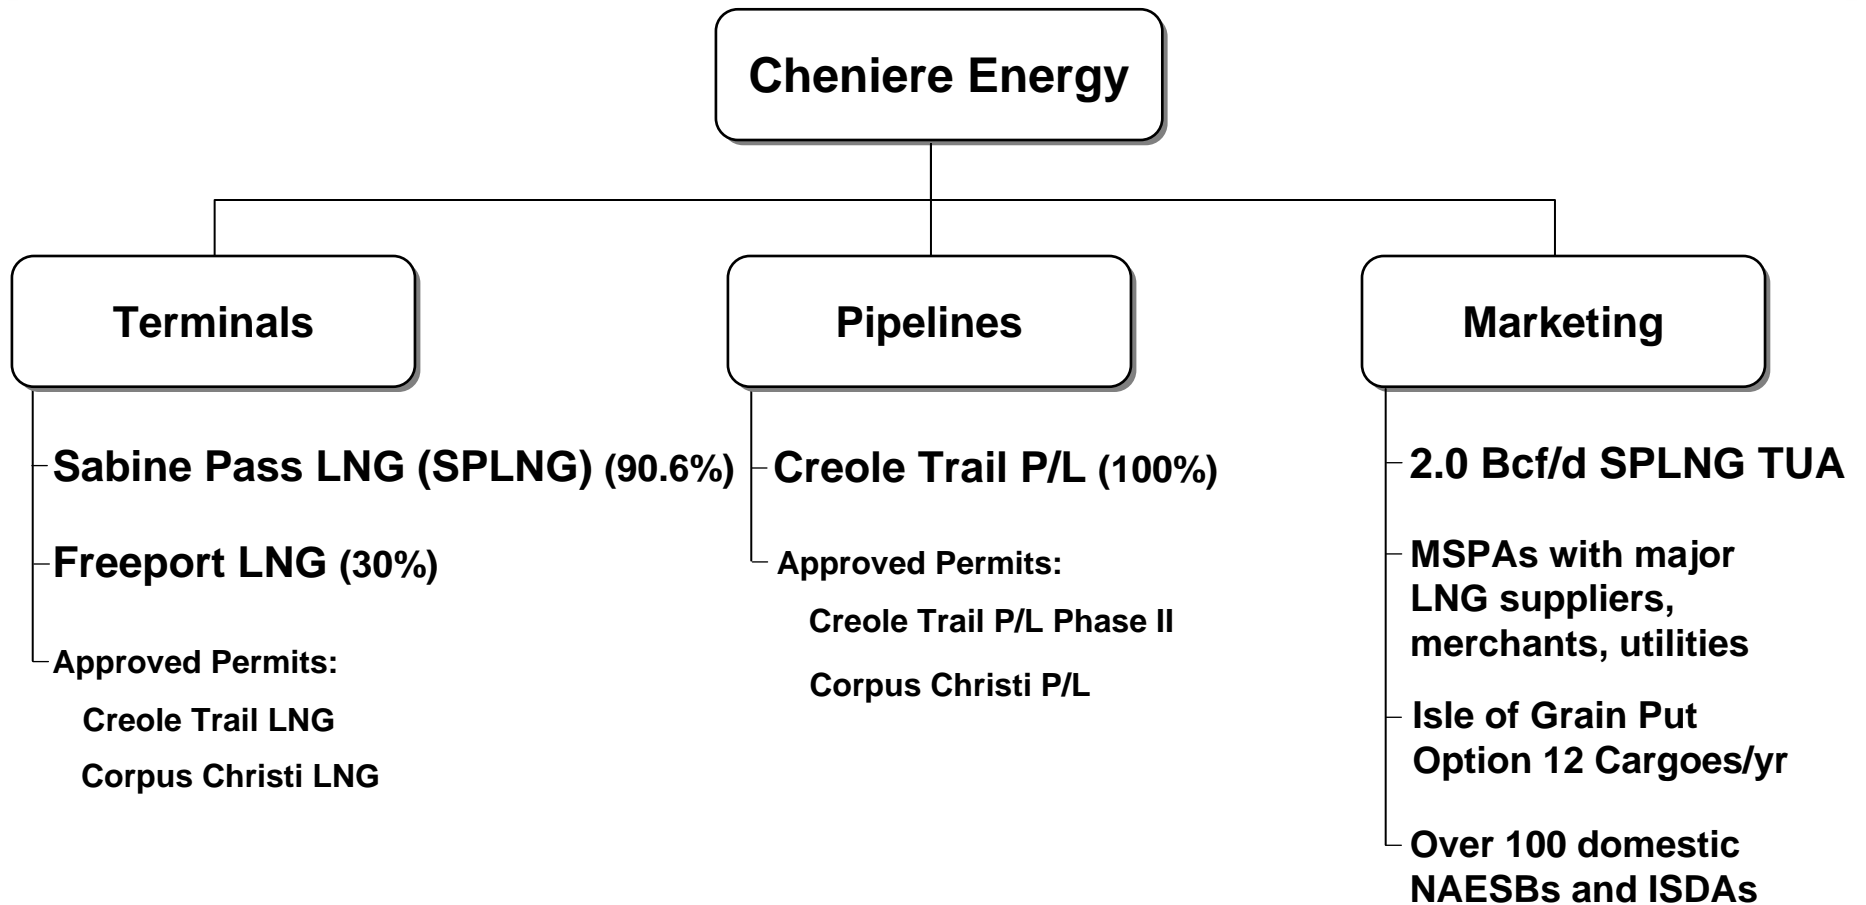 Cheniere Energy
Terminals
Sabine Pass LNG (SPLNG) (90.6%)
Freeport LNG (30%)
Approved Permits:
Creole Trail LNG
Corpus Christi LNG
Pipelines
Creole Trail P/L (100%)
Approved Permits:
Creole Trail P/L Phase II
Corpus Christi P/L
Marketing
2.0 Bcf/d SPLNG TUA
MSPAs with major
LNG suppliers,
merchants, utilities
Isle of Grain Put
Option 12 Cargoes/yr
Over 100 domestic
NAESBs and ISDAs